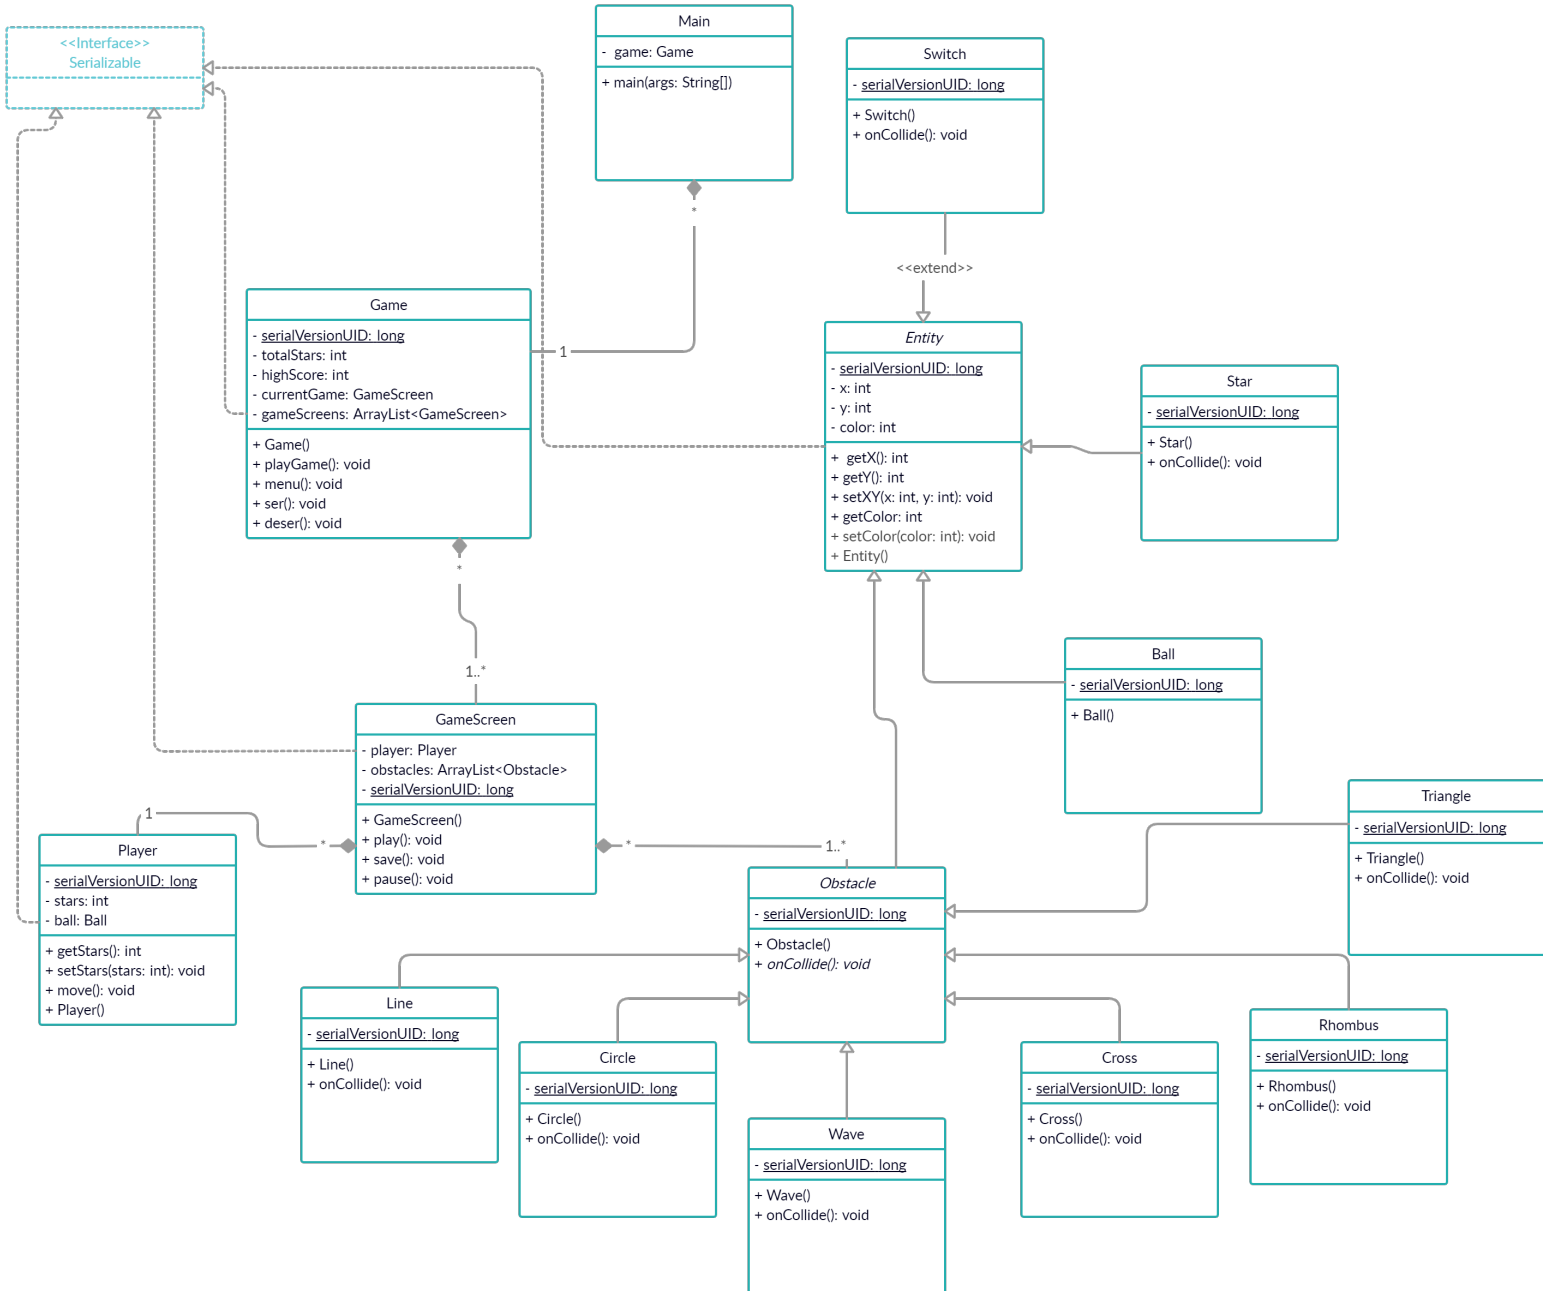 <<Interface>>
Serializable
Main
- game: Game
+ main(args: String[])
*
Switch
- serialVersionUID: long
+ Switch()
+ onCollide(): void
<<extend>>
Game
- serialVersionUID: long
- totalStars: int
- highScore: int
- currentGame: GameScreen
- gameScreens: ArrayList<GameScreen>
+ Game()
+ playGame(): void
+ menu(): void
+ ser(): void
+ deser(): void
1
*
1..*
Entity
- serialVersionUID: long
- x: int
- y: int
- color: int
+ getX(): int
+ getY(): int
+ setXY(x: int, y: int): void
+ getColor: int
+ setColor(color: int): void
+ Entity()
Star
- serialVersionUID: long
+ Star()
+ onCollide(): void
Ball
- serialVersionUID: long
+ Ball()
GameScreen
- player: Player
- obstacles: ArrayList<Obstacle>
- serialVersionUID: long
+ GameScreen()
+ play(): void
+ save(): void
+ pause(): void
1
*
*
1..*
Player
- serialVersionUID: long
- stars: int
- ball: Ball
+ getStars(): int
+ setStars(stars: int): void
+ move(): void
+ Player()
Obstacle
- serialVersionUID: long
+ Obstacle()
+ onCollide(): void
Triangle
- serialVersionUID: long
+ Triangle()
+ onCollide(): void
Line
- serialVersionUID: long
+ Line()
+ onCollide(): void
Circle
- serialVersionUID: long
+ Circle()
+ onCollide(): void
Wave
- serialVersionUID: long
+ Wave()
+ onCollide(): void
Cross
- serialVersionUID: long
+ Cross()
+ onCollide(): void
Rhombus
- serialVersionUID: long
+ Rhombus()
+ onCollide(): void